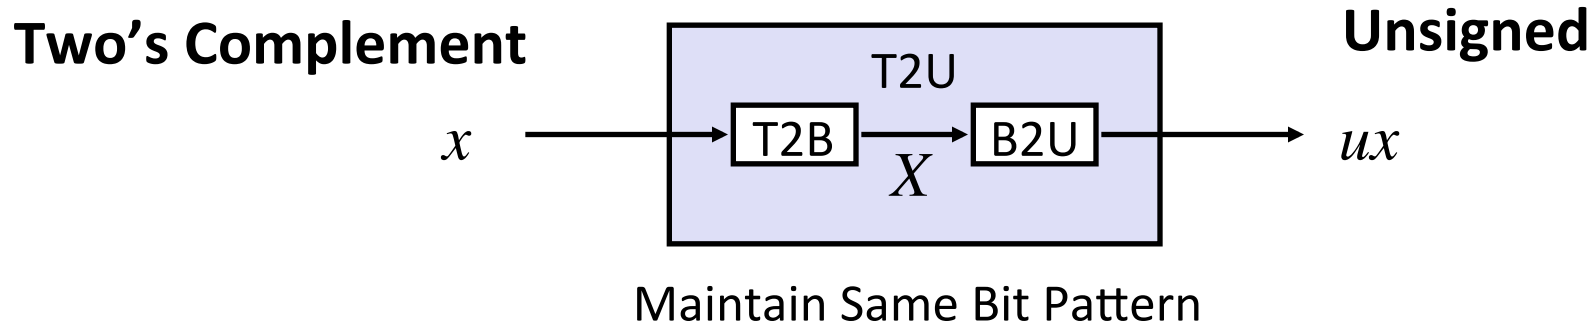 Two’s Complement
Unsigned
T2U
x
T2B
X
B2U
ux
Maintain Same Bit Pattern